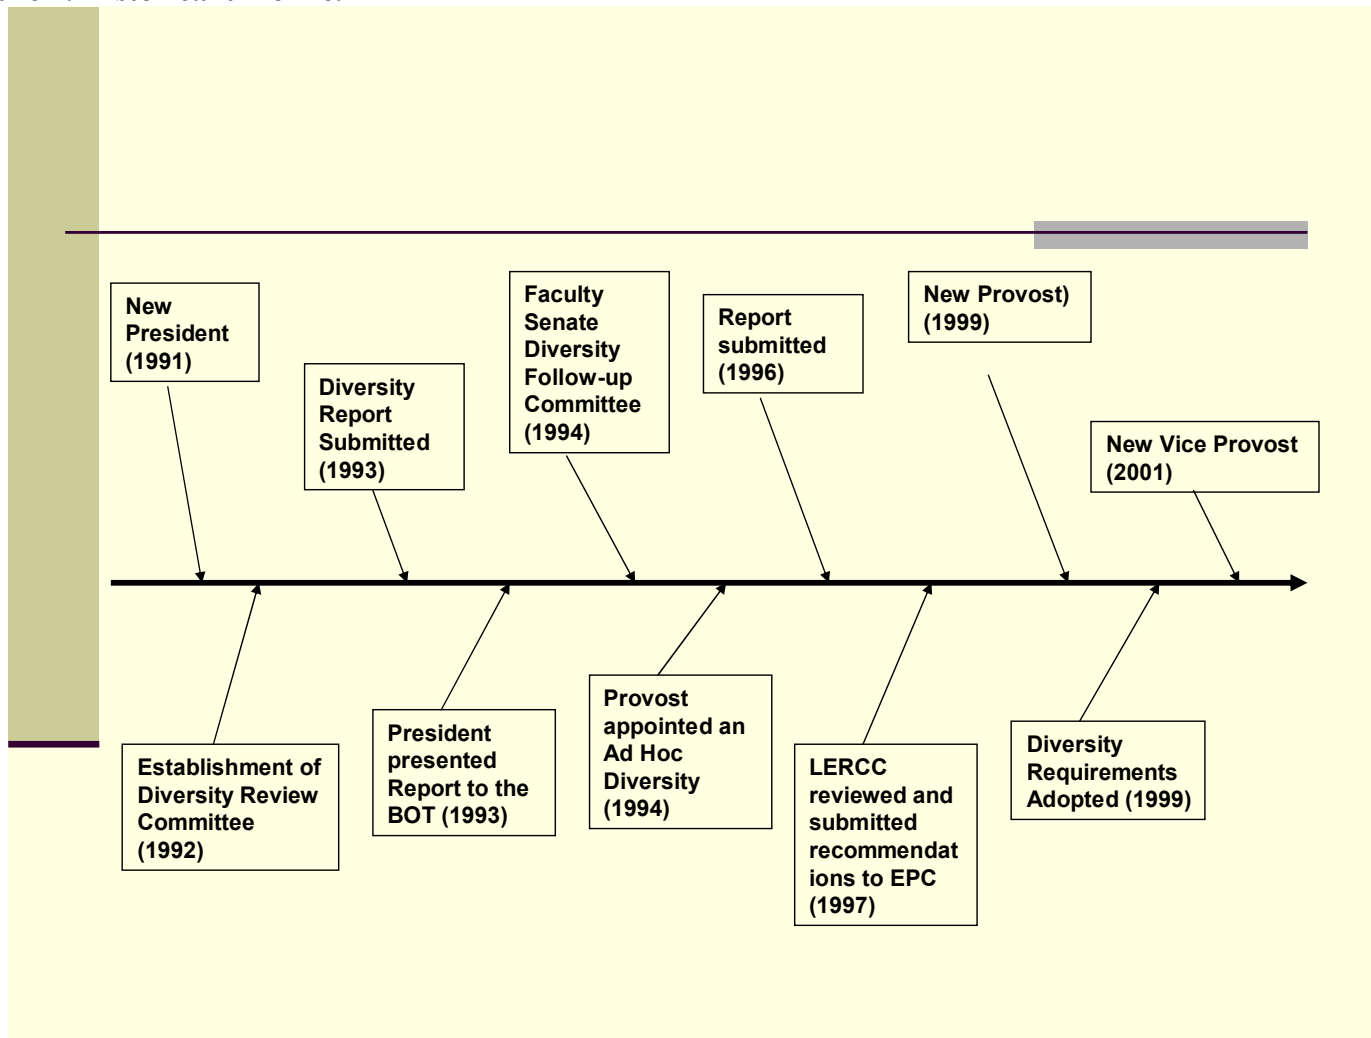 New
President
(1991)
Diversity
Report
Submitted
(1993)
Faculty
Senate
Diversity
Follow-up
Committee
(1994)
Report
submitted
(1996)
New Provost)
(1999)
New Vice Provost
(2001)
Establishment of
Diversity Review
Committee
(1992)
President
presented
Report to the
BOT (1993)
Provost
appointed an
Ad Hoc
Diversity
(1994)
LERCC
reviewed and
submitted
recommendat
ions to EPC
(1997)
Diversity
Requirements
Adopted (1999)